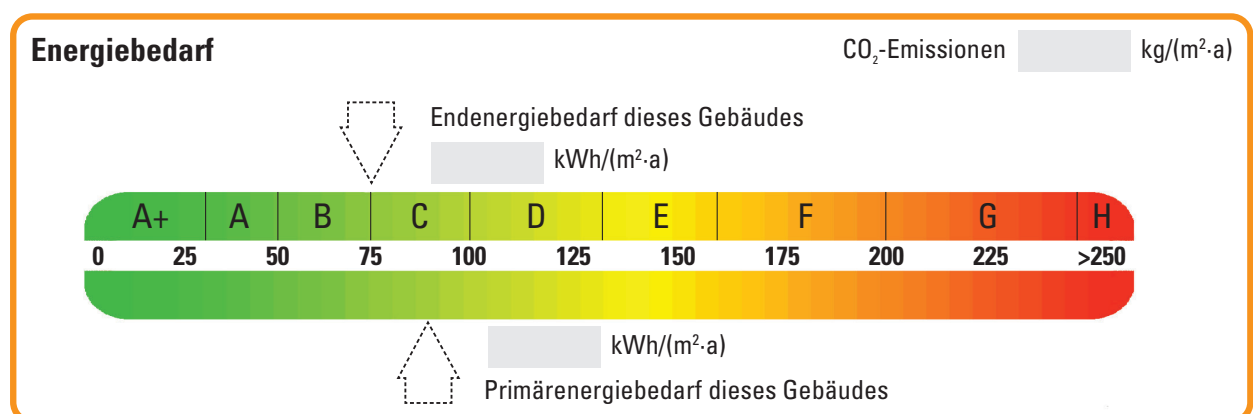 Energiebedarf
CO₂-Emissionen kg/(m²·a)
Endenergiebedarf dieses Gebäudes
kWh/(m²·a)
A+ A B C D E F G H
0 25 50 75 100 125 150 175 200 225 >250
kWh/(m²·a)
Primärenergiebedarf dieses Gebäudes